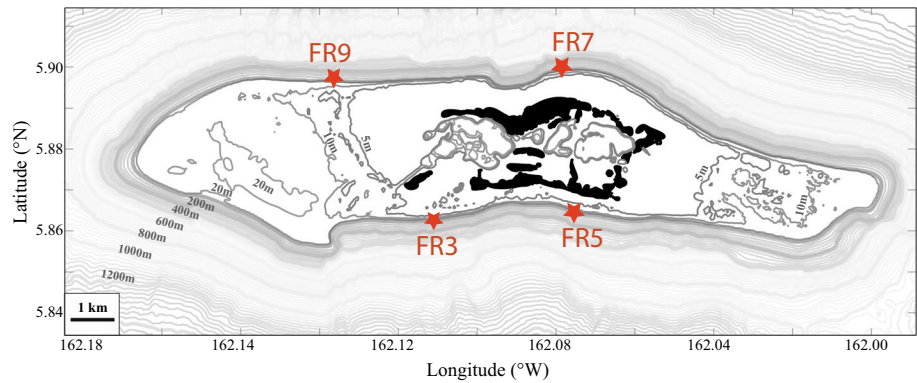 FR7
FR9
5.90
5.88
5.86
5.84
Latitude (°N)
5m
5m
10m
20m
20m
200m
400m
600m
800m
1000m
1200m
FR3
FR5
1 km
162.18
162.14
162.12
162.08
162.04
162.00
Longitude (°W)